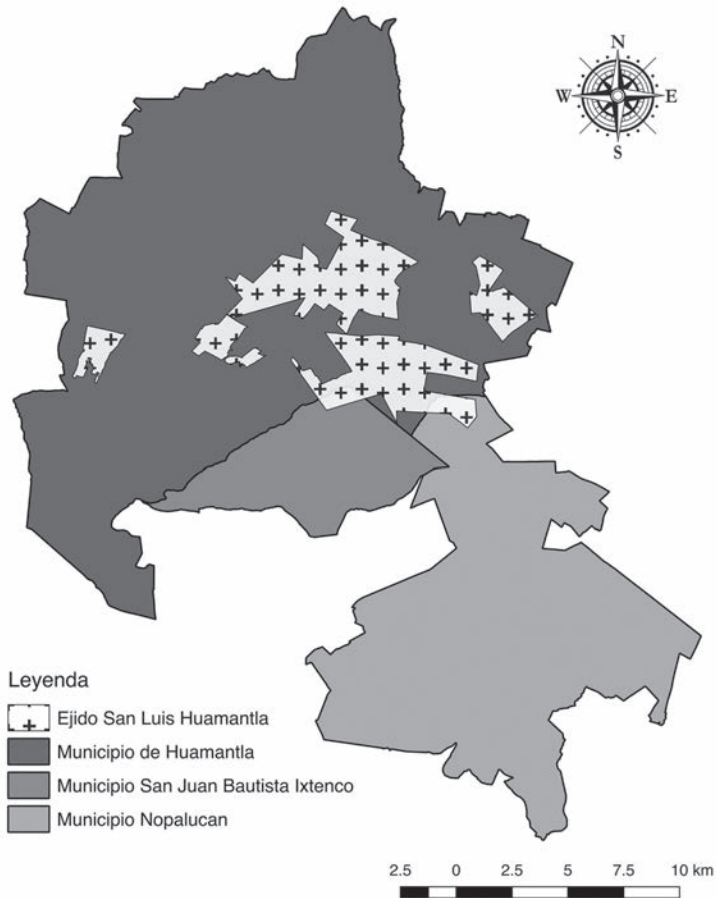 N
W E
S
Leyenda
Ejido San Luis Huamantla
Municipio de Huamantla
Municipio San Juan Bautista Ixtenco
Municipio Nopalucan
2.5 0 2.5 5 7.5 10 km